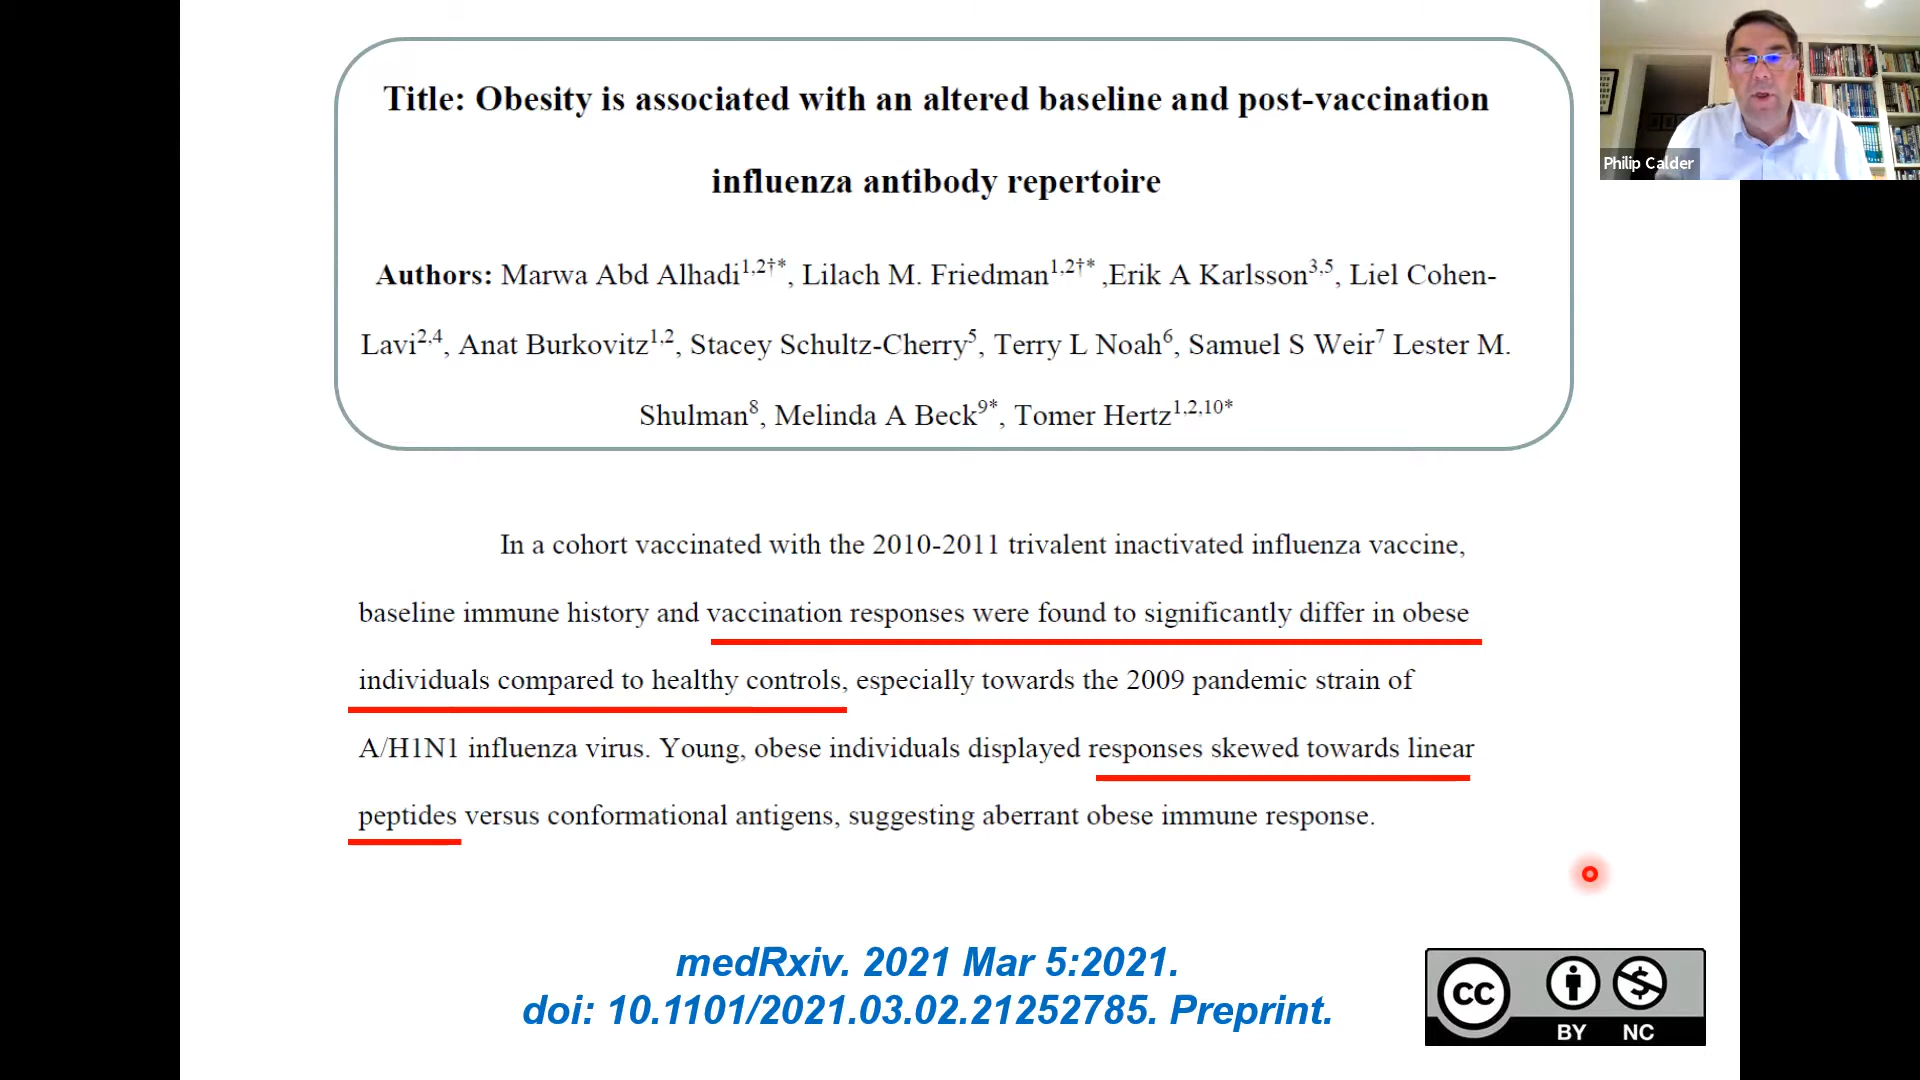 Title: Obesity is associated with an altered baseline and post-vaccination
influenza antibody repertoire
Authors: Marwa Abd Alhadi1,2†*, Lilach M. Friedman1,2†* ,Erik A Karlsson3,5, Liel Cohen-
Lavi2,4, Anat Burkovitz1,2, Stacey Schultz-Cherry5, Terry L Noah6, Samuel S Weir7 Lester M.
Shulman8, Melinda A Beck9*, Tomer Hertz1,2,10*
Philip Calder
In a cohort vaccinated with the 2010-2011 trivalent inactivated influenza vaccine,
baseline immune history and vaccination responses were found to significantly differ in obese
individuals compared to healthy controls, especially towards the 2009 pandemic strain of
A/H1N1 influenza virus. Young, obese individuals displayed responses skewed towards linear
peptides versus conformational antigens, suggesting aberrant obese immune response.
medRxiv. 2021 Mar 5:2021.
doi: 10.1101/2021.03.02.21252785. Preprint.
CC
BY NC